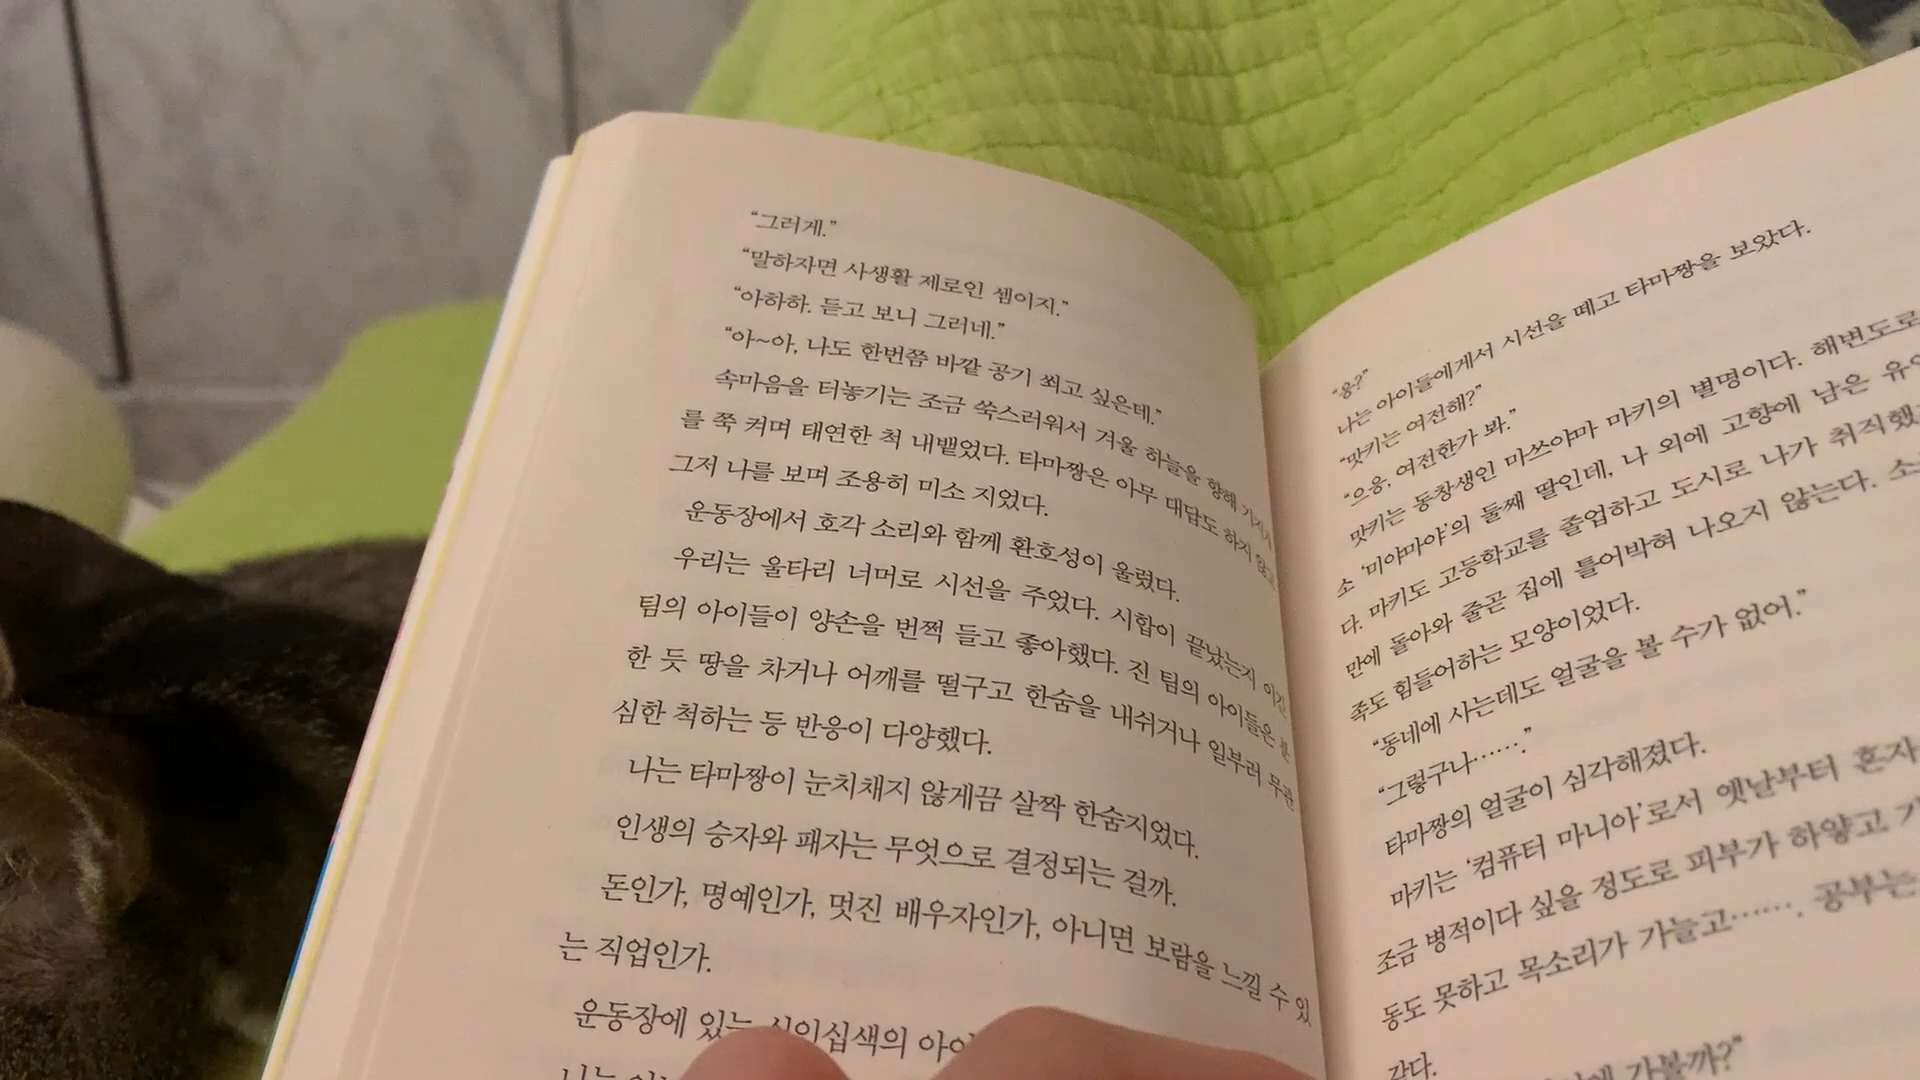 “그러게.”
“말하자면 사생활 제로인 셈이지.”
“아하하. 듣고 보니 그러네.”
“아~아, 나도 한번쯤 바깥 공기 쐬고 싶은데.”
속마음을 터놓기는 조금 쑥스러워서 겨울 하늘을 향해
를 쭉 켜며 태연한 척 내뱉었다. 타마짱은 아무 대답도 하지 않고
그저 나를 보며 조용히 미소 지었다.
운동장에서 호각 소리와 함께 환호성이 울렸다.
우리는 울타리 너머로 시선을 주었다. 시합이 끝났는지 이긴
팀의 아이들이 양손을 번쩍 들고 좋아했다. 진 팀의 아이들은
한 듯 땅을 차거나 어깨를 떨구고 한숨을 내쉬거나 일부러 무관
심한 척하는 등 반응이 다양했다.
나는 타마짱이 눈치채지 않게끔 살짝 한숨지었다.
인생의 승자와 패자는 무엇으로 결정되는 걸까.
돈인가, 명예인가, 멋진 배우자인가, 아니면 보람을 느낄 수 있
는 직업인가.
운동장에 있는
“응?”
나는 아이들에게서 시선을 떼고 타마짱을 보았다.
“맛키는 여전해?”
“으응, 여전한가 봐.”
맛키는 동창생인 마쓰야마 마키의 별명이다. 해변도로
소 ‘미야마야’의 둘째 딸인데, 나 외에 고향에 남은
다. 마키도 고등학교를 졸업하고 도시로 나가 취직했
만에 돌아와 줄곧 집에 틀어박혀 나오지 않는다.
족도 힘들어하는 모양이었다.
“동네에 사는데도 얼굴을 볼 수가 없어.”
“그렇구나…….”
타마짱의 얼굴이 심각해졌다.
마키는 ‘컴퓨터 마니아’로서 옛날부터 혼자
조금 병적이다 싶을 정도로 피부가 하얗고
동도 못하고 목소리가 가늘고……. 공부는
같다.
가볼까?”